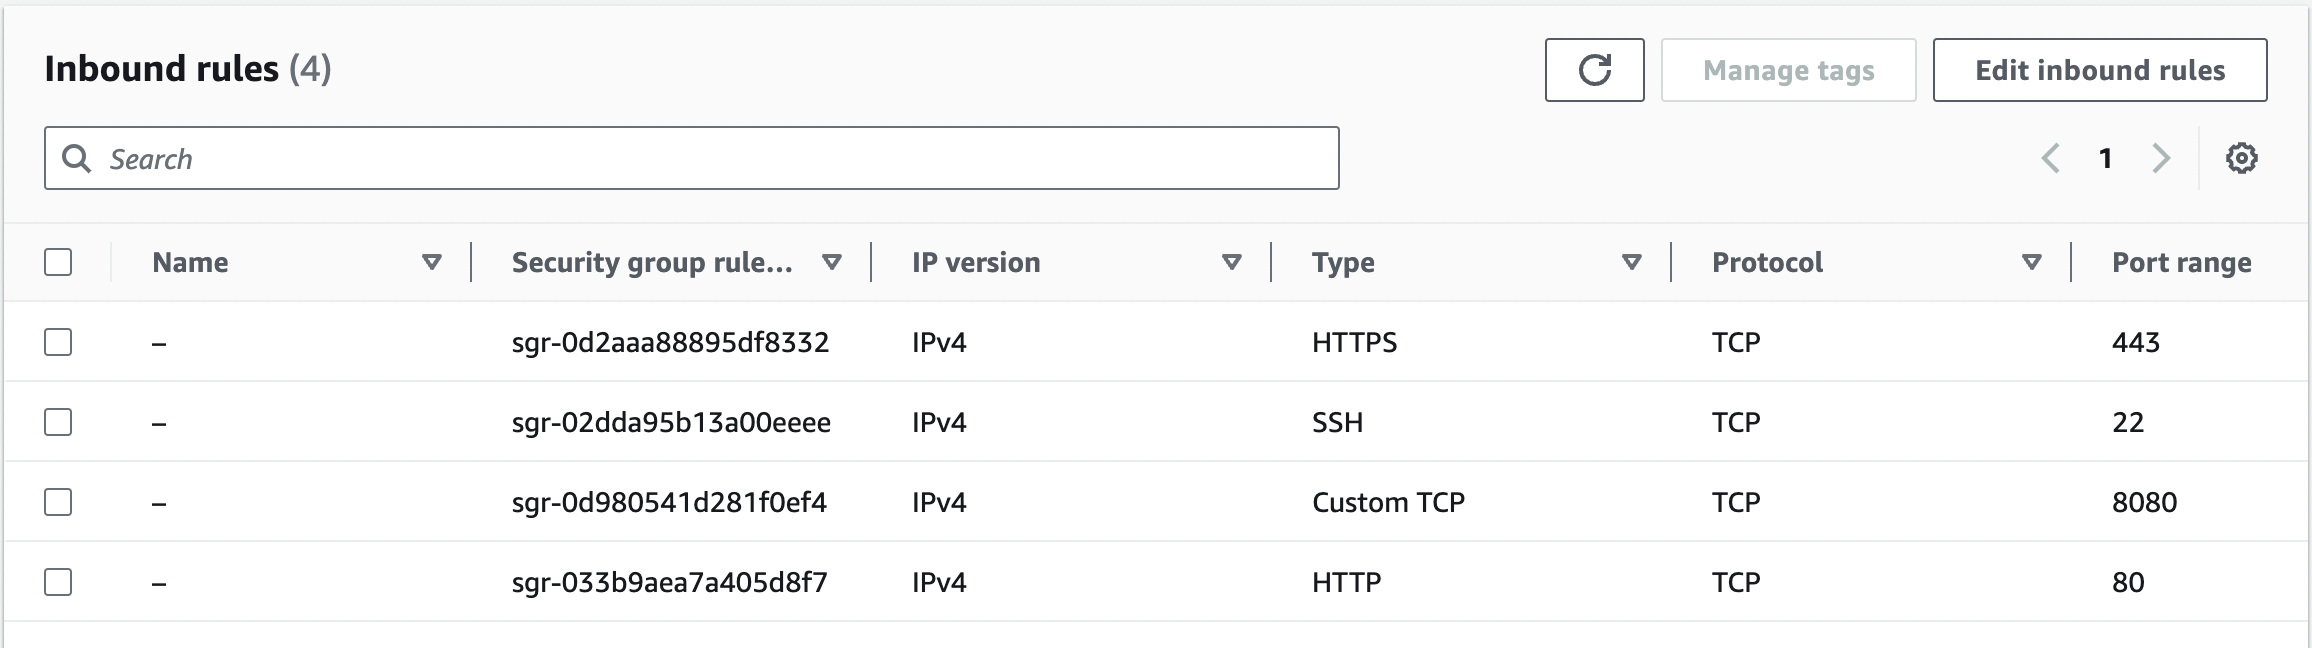 Inbound rules (4)
Manage tags
Edit inbound rules
Search
1
Name Security group rule... IP version Type Protocol Port range
– sgr-0d2aaa88895df8332 IPv4 HTTPS TCP 443
– sgr-02dda95b13a00eeee IPv4 SSH TCP 22
– sgr-0d980541d281f0ef4 IPv4 Custom TCP TCP 8080
– sgr-033b9aea7a405d8f7 IPv4 HTTP TCP 80